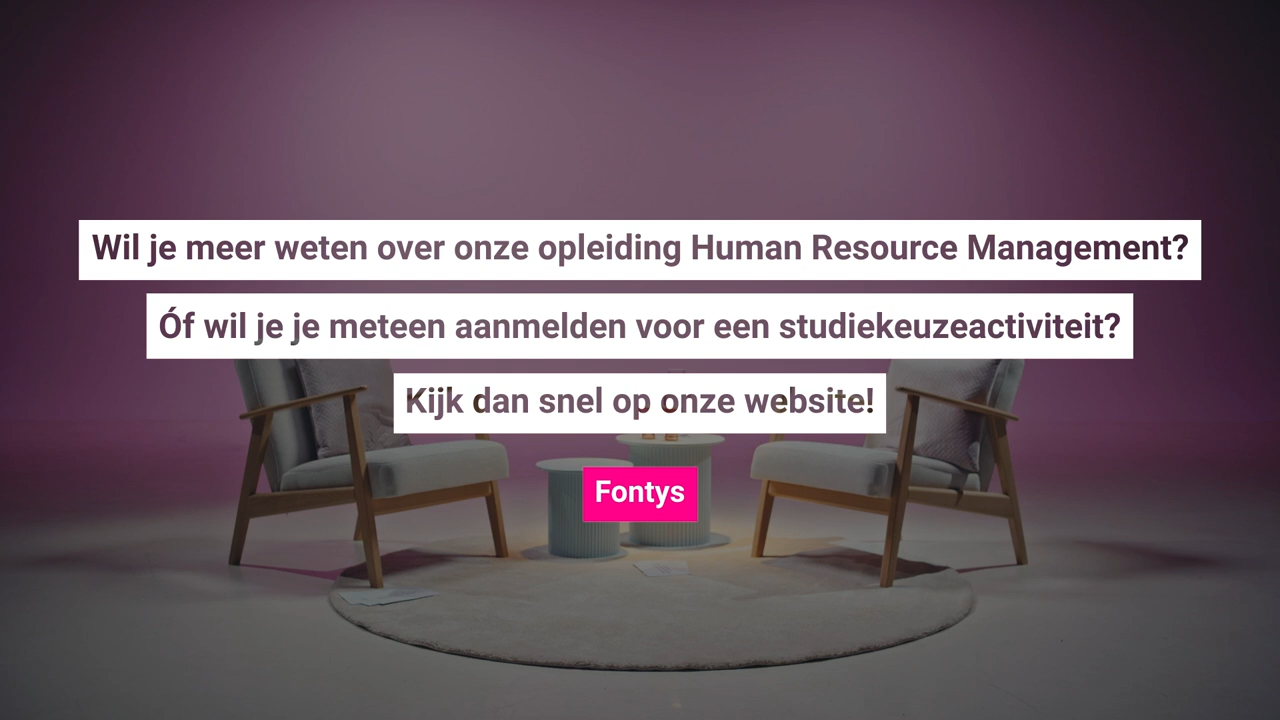 Wil je meer weten over onze opleiding Human Resource Management?
Óf wil je je meteen aanmelden voor een studiekeuzeactiviteit?
Kijk dan snel op onze website!
Fontys